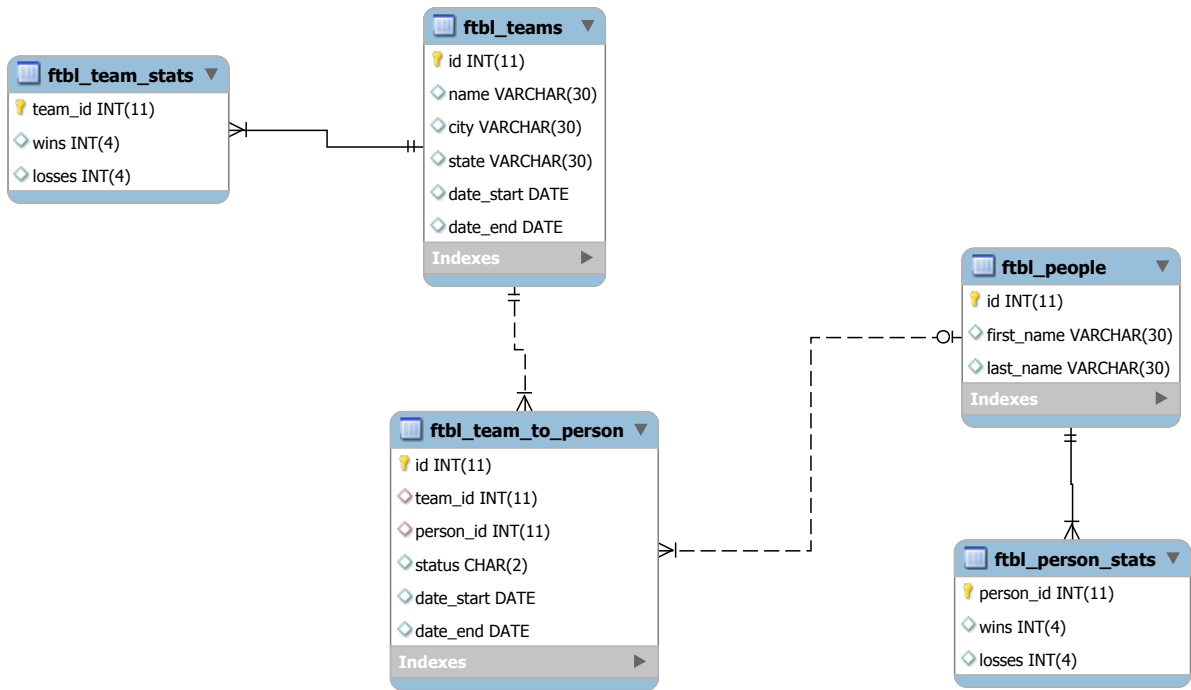 ftbl_team_stats
team_id INT(11)
wins INT(4)
losses INT(4)
ftbl_teams
id INT(11)
name VARCHAR(30)
city VARCHAR(30)
state VARCHAR(30)
date_start DATE
date_end DATE
Indexes
ftbl_team_to_person
id INT(11)
team_id INT(11)
person_id INT(11)
status CHAR(2)
date_start DATE
date_end DATE
Indexes
ftbl_people
id INT(11)
first_name VARCHAR(30)
last_name VARCHAR(30)
Indexes
ftbl_person_stats
person_id INT(11)
wins INT(4)
losses INT(4)